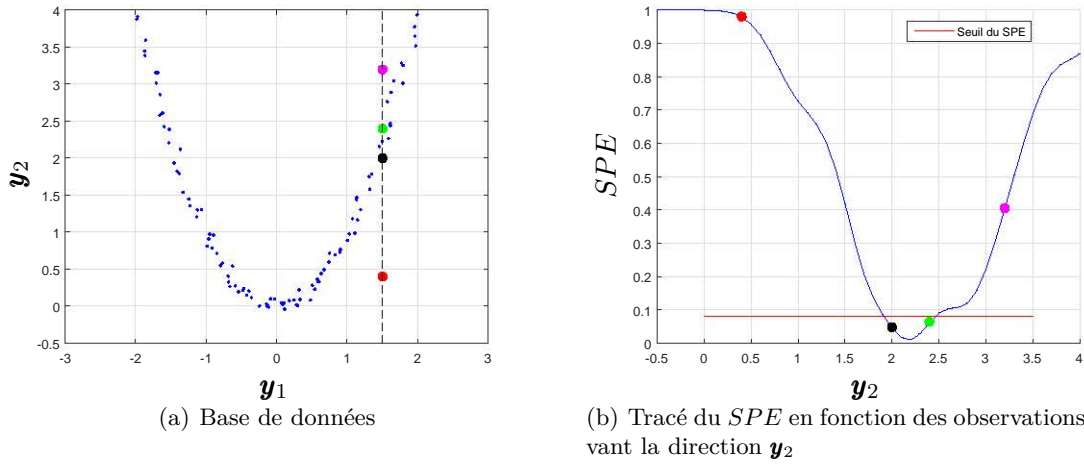 4
3.5
3
2.5
2
1.5
1
0.5
0
-0.5
-3 -2 -1 0 1 2 3
y2
y1
(a) Base de données
1
0.9
0.8
0.7
0.6
0.5
0.4
0.3
0.2
0.1
0
-0.5 0 0.5 1 1.5 2 2.5 3 3.5 4
SPE
Seuil du SPE
y2
(b) Tracé du SPE en fonction des observations
vant la direction y2